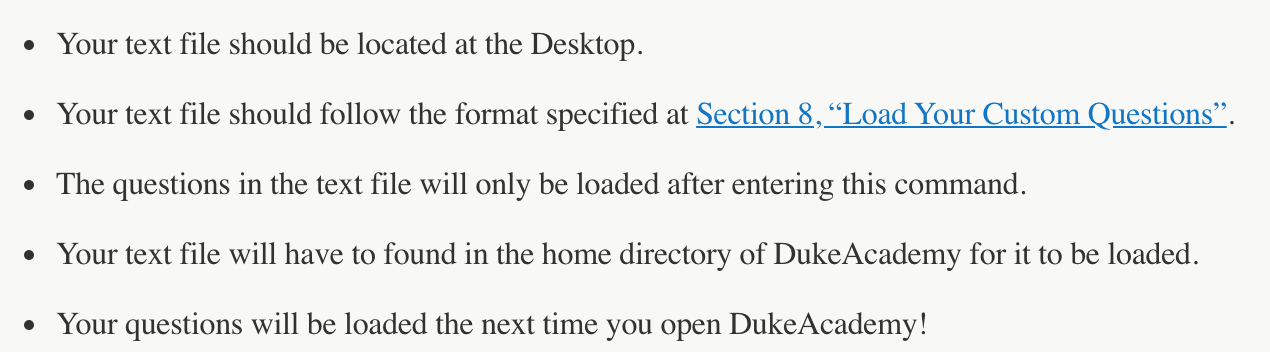 • Your text file should be located at the Desktop.
• Your text file should follow the format specified at Section 8, “Load Your Custom Questions”.
• The questions in the text file will only be loaded after entering this command.
• Your text file will have to found in the home directory of DukeAcademy for it to be loaded.
• Your questions will be loaded the next time you open DukeAcademy!